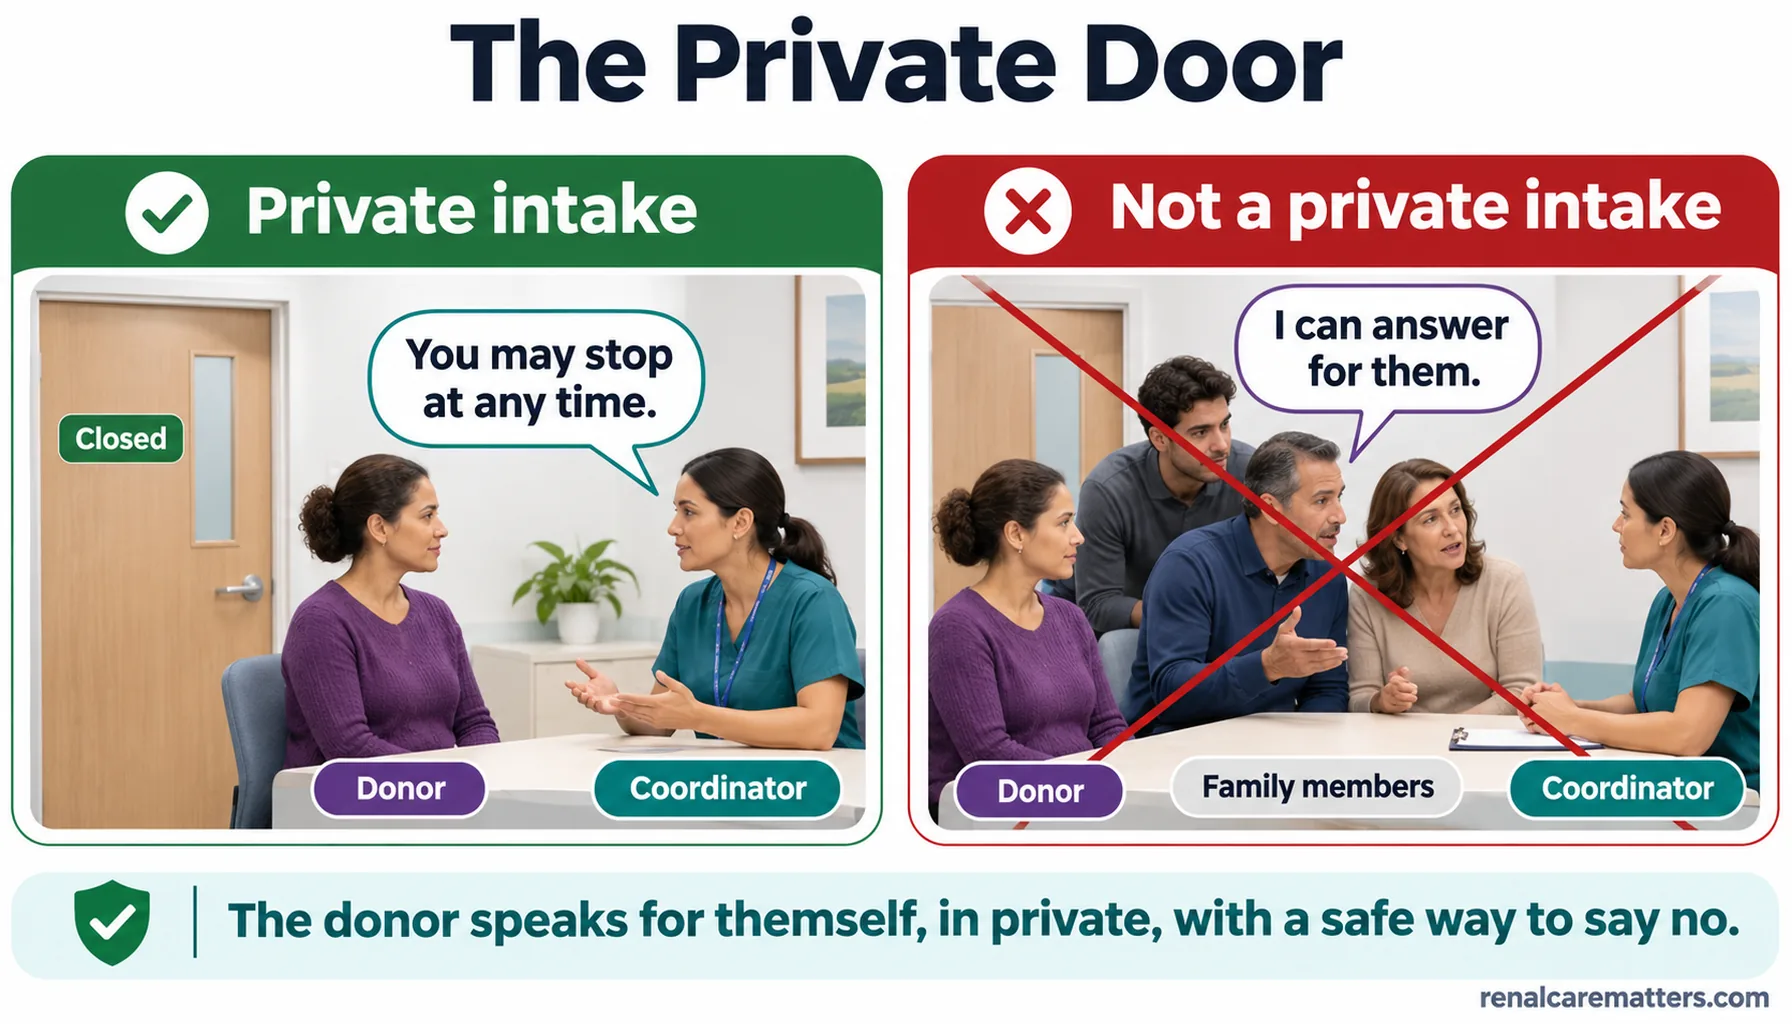 The Private Door
Private intake
You may stop
at any time.
Closed
Donor
Coordinator
Not a private intake
I can answer
for them.
Donor
Family members
Coordinator
The donor speaks for themself, in private, with a safe way to say no.
renalcarematters.com